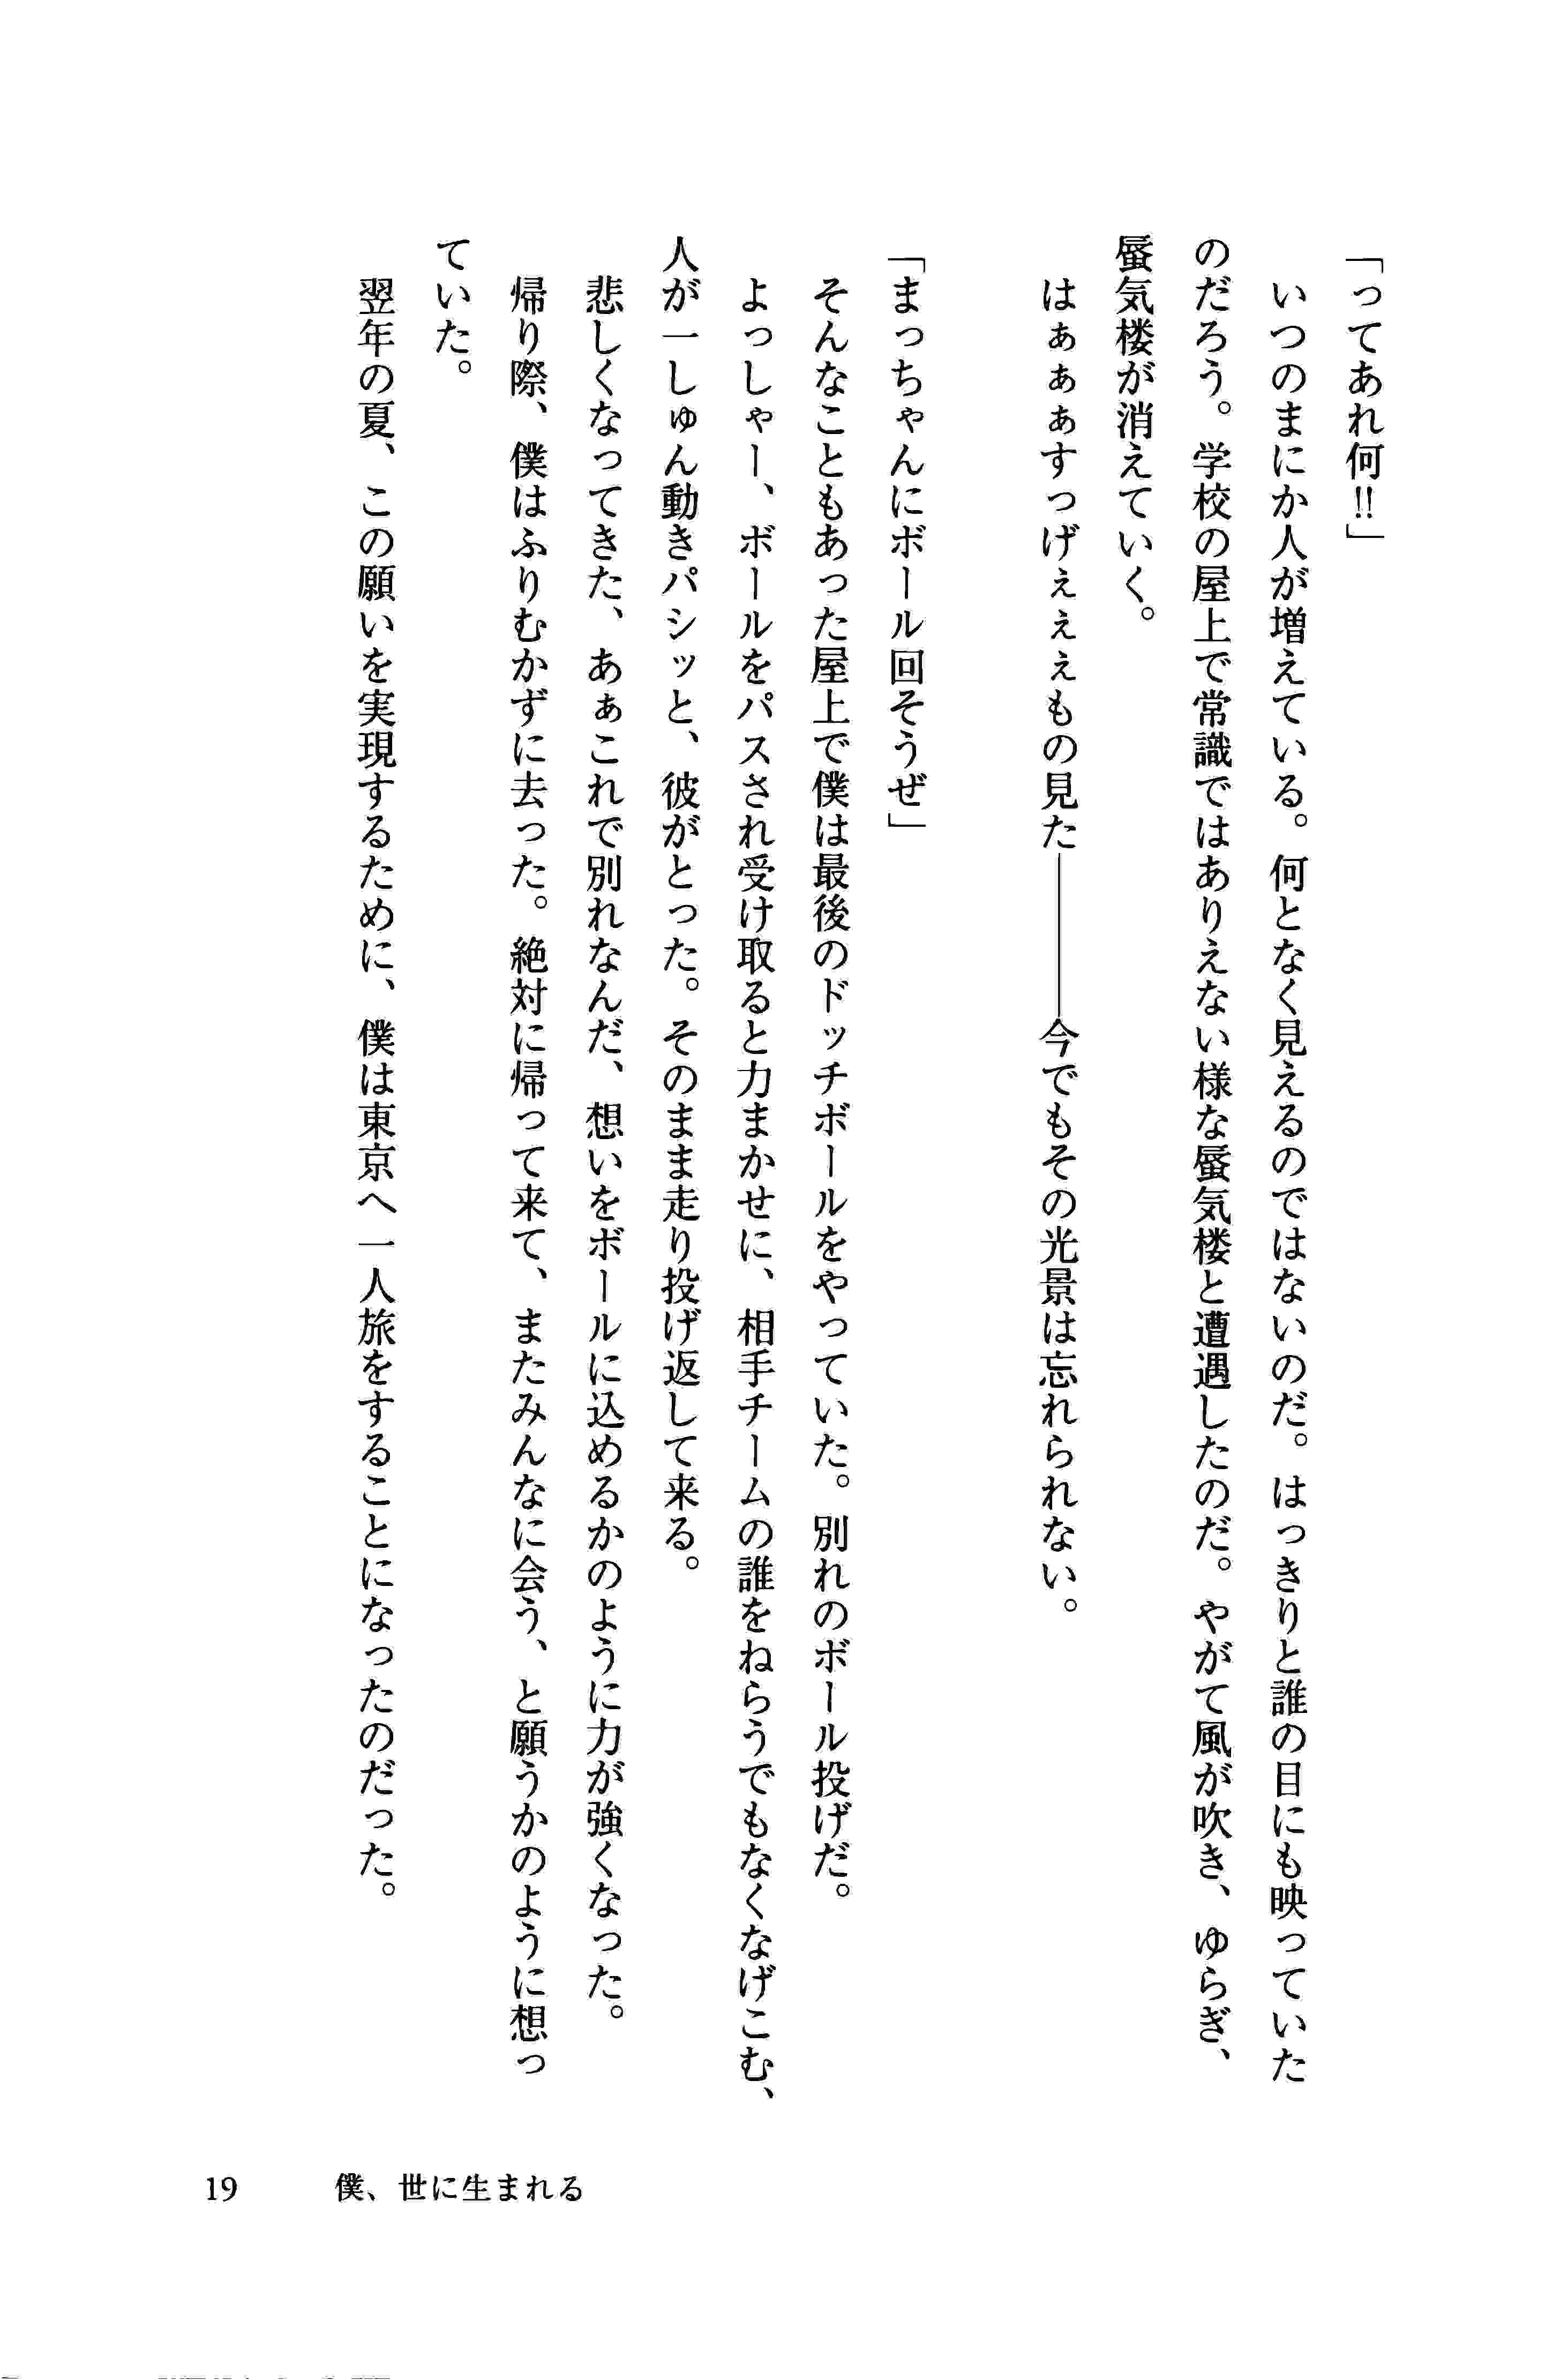 「ってあれ何!!」
　いつのまにか人が増えている。何となく見えるのではないのだ。はっきりと誰の目にも映っていた
のだろう。学校の屋上で常識ではありえない様な蜃気楼と遭遇したのだ。やがて風が吹き、ゆらぎ、
蜃気楼が消えていく。
　はぁぁぁすっげぇぇぇもの見た────今でもその光景は忘れられない。
「まっちゃんにボール回そうぜ」
　そんなこともあった屋上で僕は最後のドッチボールをやっていた。別れのボール投げだ。
　よっしゃー、ボールをパスされ受け取ると力まかせに、相手チームの誰をねらうでもなくなげこむ、
人が一しゅん動きパシッと、彼がとった。そのまま走り投げ返して来る。
　悲しくなってきた、あぁこれで別れなんだ、想いをボールに込めるかのように力が強くなった。
　帰り際、僕はふりむかずに去った。絶対に帰って来て、またみんなに会う、と願うかのように想っ
ていた。
　翌年の夏、この願いを実現するために、僕は東京へ一人旅をすることになったのだった。
19　僕、世に生まれる